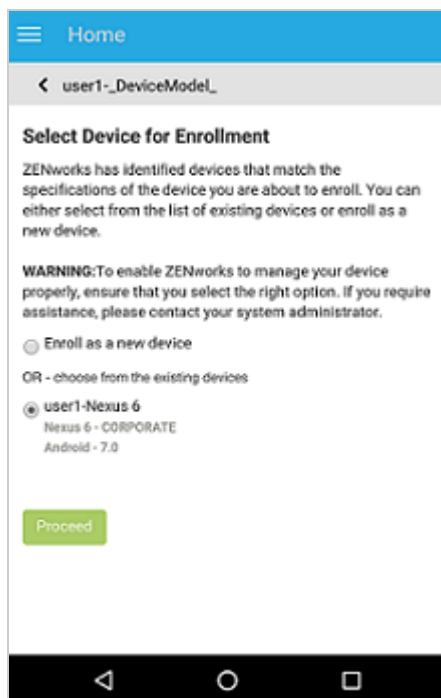 Home
user1-_DeviceModel_
Select Device for Enrollment
ZENworks has identified devices that match the
specifications of the device you are about to enroll. You can
either select from the list of existing devices or enroll as a
new device.
WARNING:To enable ZENworks to manage your device
properly, ensure that you select the right option. If you require
assistance, please contact your system administrator.
Enroll as a new device
OR - choose from the existing devices
user1-Nexus 6
Nexus 6 - CORPORATE
Android - 7.0
Proceed